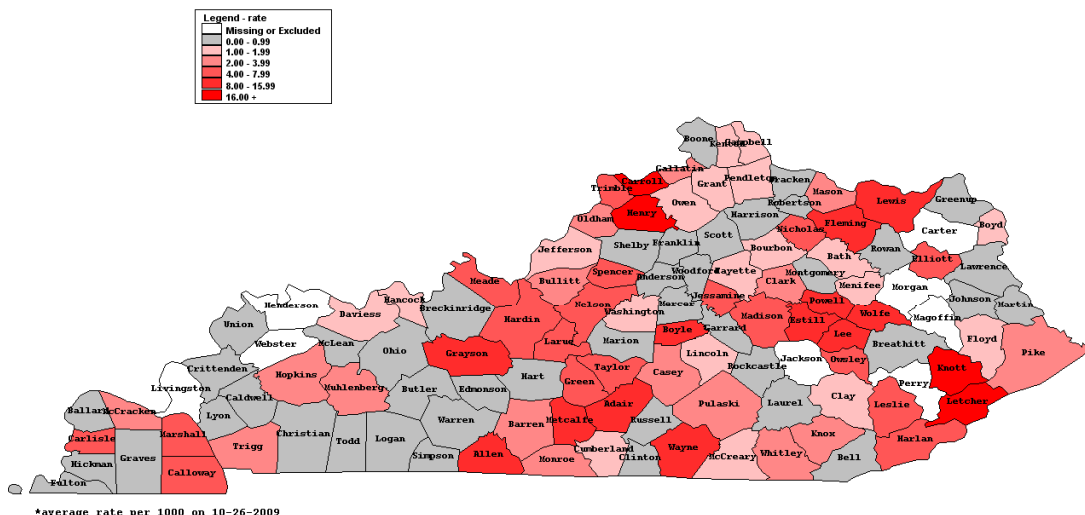 Legend - rate
Missing or Excluded
0.00 - 0.99
1.00 - 1.99
2.00 - 3.99
4.00 - 7.99
8.00 - 15.99
16.00 +
Boone
Kenton
Campbell
Gallatin
Carroll
Trimble
Grant
Pendleton
Bracken
Mason
Lewis
Greenup
Owen
Robertson
Henry
Oldham
Harrison
Nicholas
Fleming
Carter
Boyd
Scott
Jefferson
Shelby
Franklin
Bourbon
Rowan
Bath
Elliott
Lawrence
Spencer
Anderson
Woodford
Fayette
Montgomery
Bullitt
Meade
Clark
Menifee
Morgan
Hancock
Henderson
Breckinridge
Nelson
Mercer
Jessamine
Powell
Johnson
Martin
Daviess
Washington
Hardin
Madison
Estill
Wolfe
Magoffin
Union
Boyle
Garrard
Webster
McLean
Marion
Larue
Lee
Floyd
Ohio
Grayson
Lincoln
Breathitt
Pike
Crittenden
Hart
Taylor
Casey
Rockcastle
Jackson
Owsley
Knott
Hopkins
Muhlenberg
Butler
Edmonson
Green
Perry
Livingston
Caldwell
Clay
Leslie
Letcher
Adair
Pulaski
Laurel
Ballard
McCracken
Lyon
Warren
Metcalfe
Russell
Barren
Carlisle
Marshall
Trigg
Christian
Todd
Logan
Knox
Harlan
Simpson
Allen
Monroe
Cumberland
Clinton
Wayne
McCreary
Whitley
Bell
Hickman
Graves
Calloway
Fulton
*average rate per 1000 on 10-26-2009